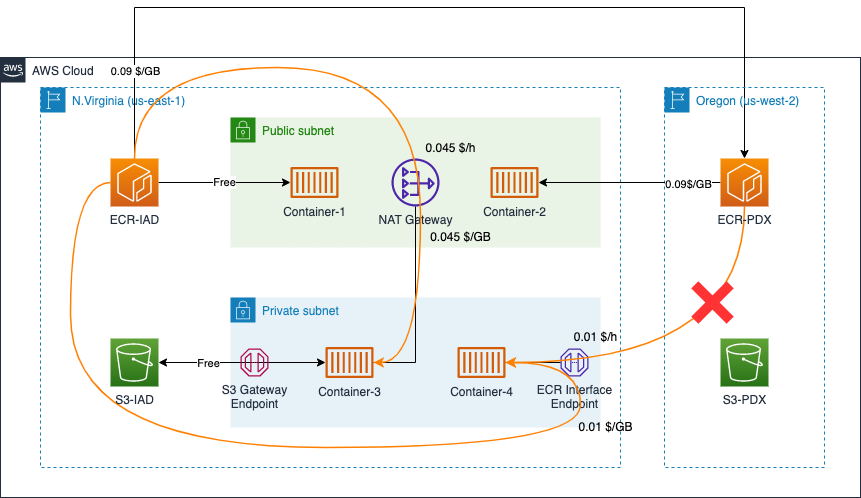 aws
AWS Cloud
0.09 $/GB
N.Virginia (us-east-1)
Oregon (us-west-2)
Public subnet
0.045 $/h
Free
0.09$/GB
Container-1
NAT Gateway
Container-2
ECR-IAD
ECR-PDX
0.045 $/GB
Private subnet
0.01 $/h
Free
S3-IAD
S3 Gateway
Endpoint
Container-3
Container-4
ECR Interface
Endpoint
S3-PDX
0.01 $/GB